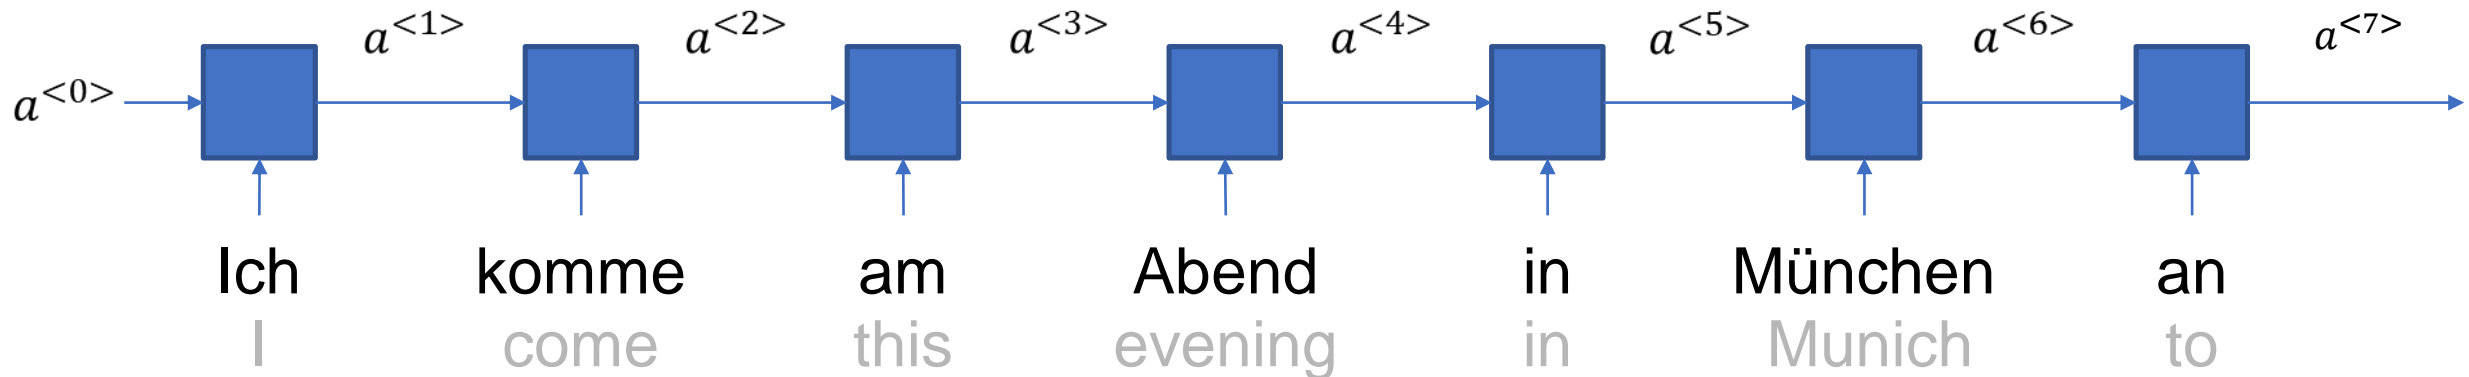 a<0> a<1> a<2> a<3> a<4> a<5> a<6> a<7>
Ich komme am Abend in München an
I come this evening in Munich to